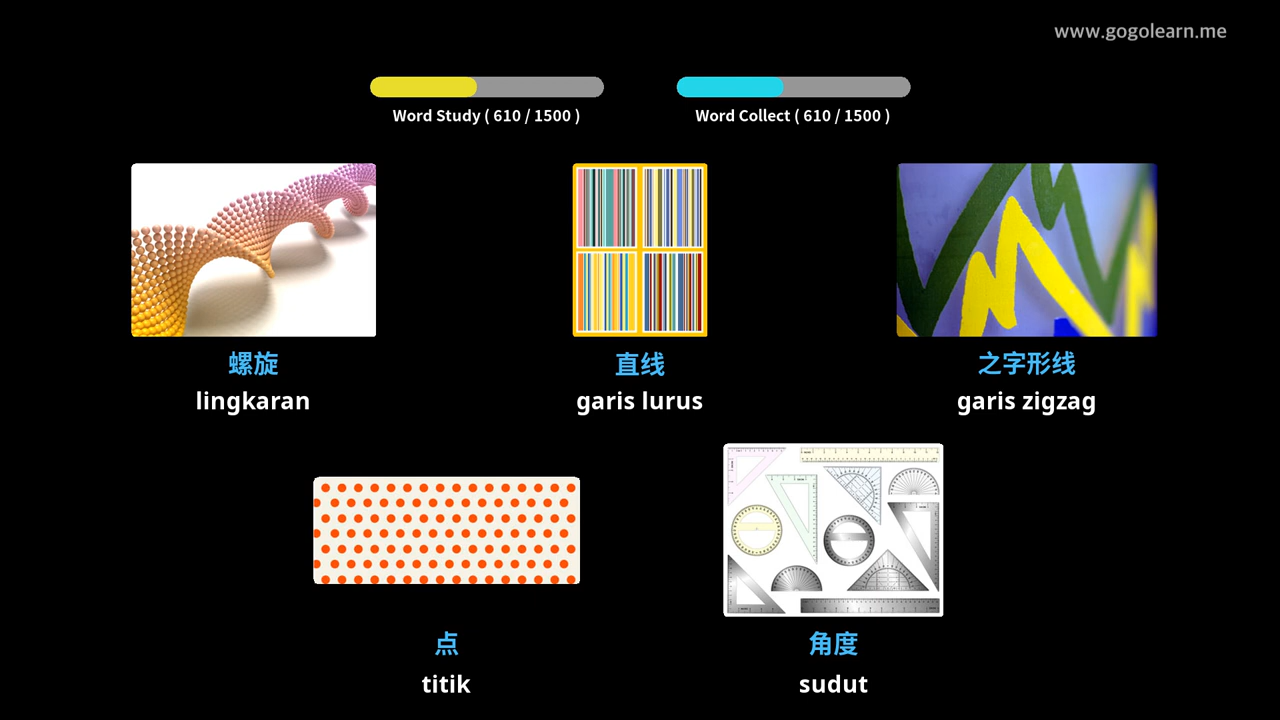 www.gogolearn.me
Word Study ( 610 / 1500 )
Word Collect ( 610 / 1500 )
螺旋
lingkaran
直线
garis lurus
之字形线
garis zigzag
点
titik
角度
sudut